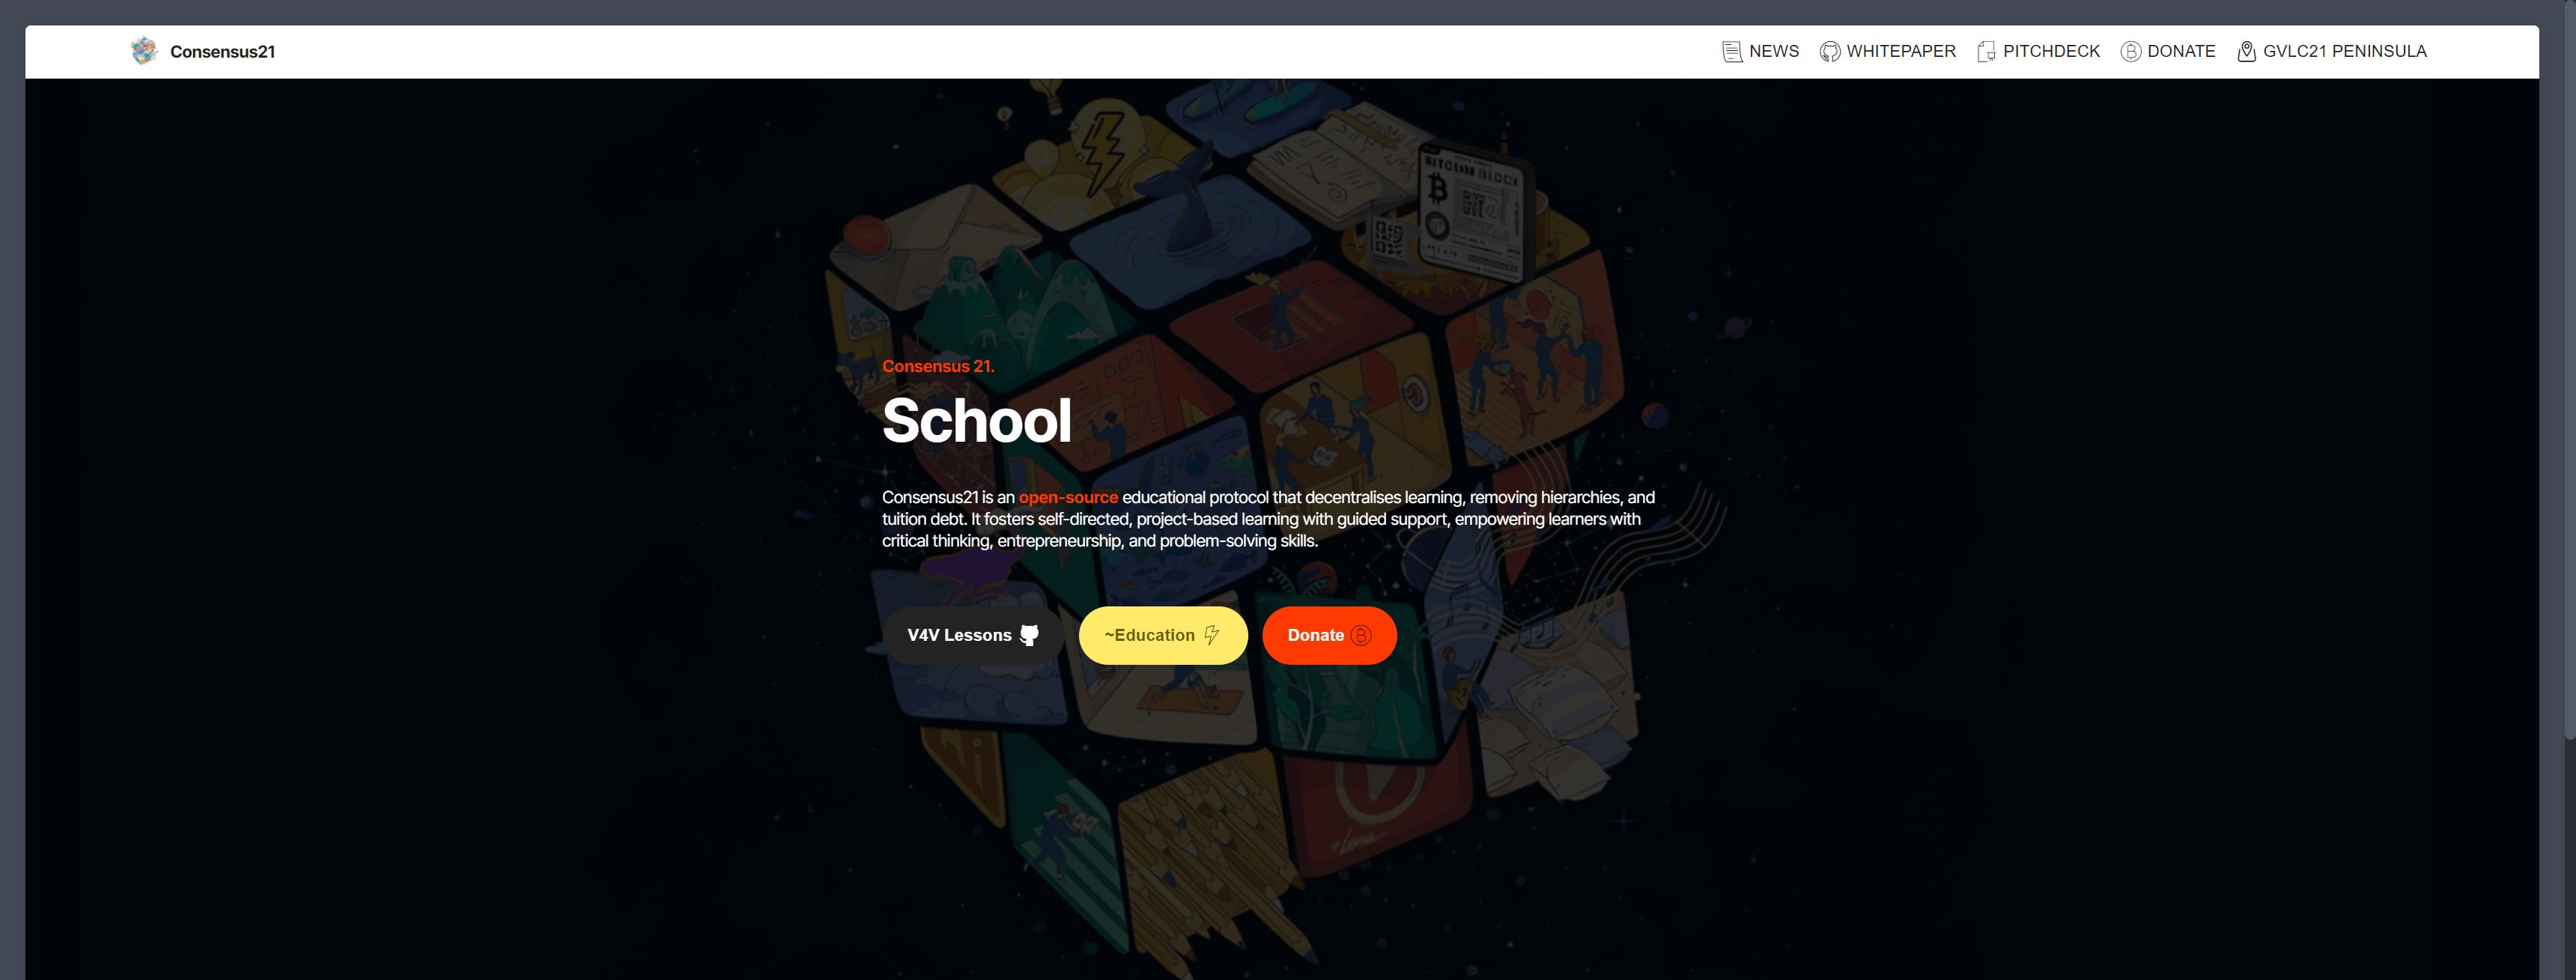 Consensus21
NEWS
WHITEPAPER
PITCHDECK
DONATE
GVLC21 PENINSULA
BITCOIN BLOCK
Consensus 21.
School
Consensus21 is an open-source educational protocol that decentralises learning, removing hierarchies, and
tuition debt. It fosters self-directed, project-based learning with guided support, empowering learners with
critical thinking, entrepreneurship, and problem-solving skills.
V4V Lessons
~Education
Donate